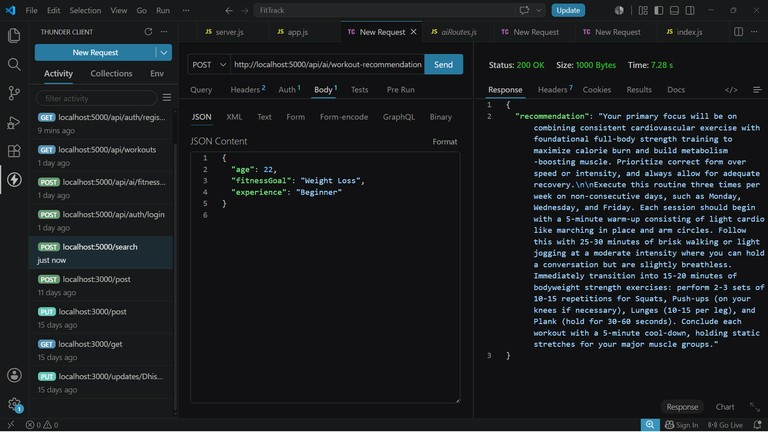 File Edit Selection View Go Run ··· FitTrack Update
THUNDER CLIENT ···
JS server.js JS app.js TC New Request × JS aiRoutes.js TC New Request TC New Request JS index.js ···
New Request
Activity Collections Env
filter activity
GET localhost:5000/api/auth/regis...
9 mins ago
GET localhost:5000/api/workouts
1 day ago
POST localhost:5000/api/ai/fitness...
1 day ago
POST localhost:5000/api/auth/login
1 day ago
POST localhost:5000/search
just now
POST localhost:3000/post
11 days ago
PUT localhost:3000/post
15 days ago
GET localhost:3000/get
15 days ago
PUT localhost:3000/updates/Dhis...
15 days ago
POST http://localhost:5000/api/ai/workout-recommendation Send
Query Headers 2 Auth 1 Body 1 Tests Pre Run
JSON XML Text Form Form-encode GraphQL Binary
JSON Content Format
1 {
2 "age": 22,
3 "fitnessGoal": "Weight Loss",
4 "experience": "Beginner"
5 }
6
Status: 200 OK Size: 1000 Bytes Time: 7.28 s
Response Headers 7 Cookies Results Docs </>
1 {
2 "recommendation": "Your primary focus will be on
combining consistent cardiovascular exercise with
foundational full-body strength training to
maximize calorie burn and build metabolism
-boosting muscle. Prioritize correct form over
speed or intensity, and always allow for adequate
recovery.\n\nExecute this routine three times per
week on non-consecutive days, such as Monday,
Wednesday, and Friday. Each session should begin
with a 5-minute warm-up consisting of light cardio
like marching in place and arm circles. Follow
this with 25-30 minutes of brisk walking or light
jogging at a moderate intensity where you can hold
a conversation but are slightly breathless.
Immediately transition into 15-20 minutes of
bodyweight strength exercises: perform 2-3 sets of
10-15 repetitions for Squats, Push-ups (on your
knees if necessary), Lunges (10-15 per leg), and
Plank (hold for 30-60 seconds). Conclude each
workout with a 5-minute cool-down, holding static
stretches for your major muscle groups."
3 }
Response Chart
1
0 0 Sign In Go Live